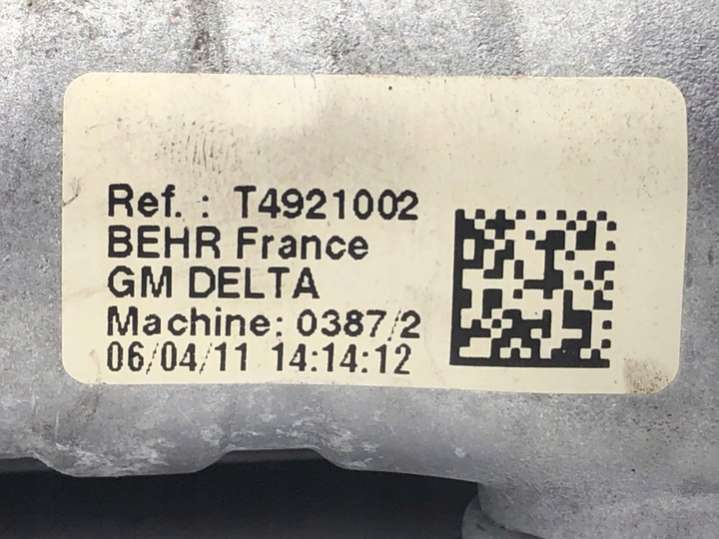 Ref. : T4921002
BEHR France
GM DELTA
Machine: 0387/2
06/04/11 14:14:12